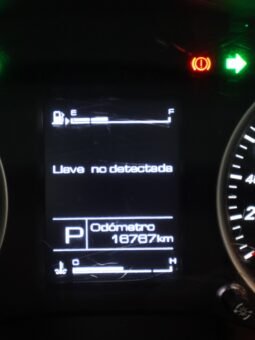 E F
Llave no detectada
P
Odómetro
16767km
C H